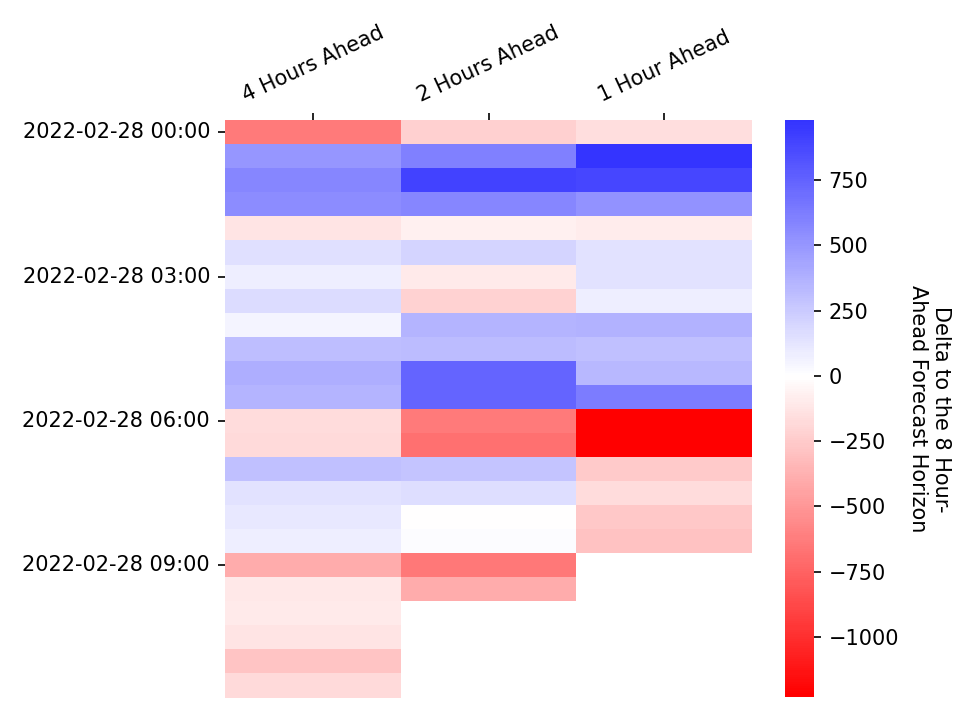 4 Hours Ahead
2 Hours Ahead
1 Hour Ahead
2022-02-28 00:00
2022-02-28 03:00
2022-02-28 06:00
2022-02-28 09:00
750
500
250
0
−250
−500
−750
−1000
Delta to the 8 Hour-
Ahead Forecast Horizon